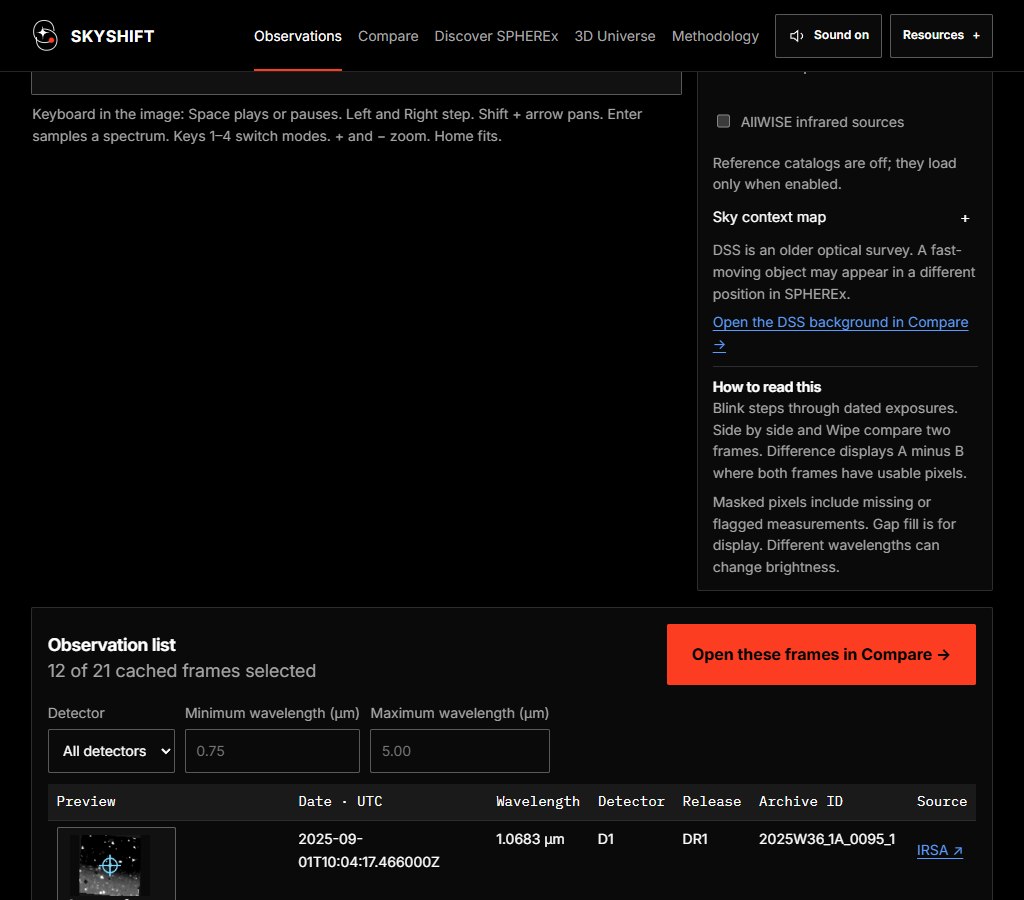 SKYSHIFT
Observations
Compare
Discover SPHEREx
3D Universe
Methodology
Sound on
Resources +
Keyboard in the image: Space plays or pauses. Left and Right step. Shift + arrow pans. Enter
samples a spectrum. Keys 1–4 switch modes. + and − zoom. Home fits.
AllWISE infrared sources
Reference catalogs are off; they load
only when enabled.
Sky context map +
DSS is an older optical survey. A fast-
moving object may appear in a different
position in SPHEREx.
Open the DSS background in Compare
→
How to read this
Blink steps through dated exposures.
Side by side and Wipe compare two
frames. Difference displays A minus B
where both frames have usable pixels.
Masked pixels include missing or
flagged measurements. Gap fill is for
display. Different wavelengths can
change brightness.
Observation list
12 of 21 cached frames selected
Open these frames in Compare →
Detector
Minimum wavelength (μm)
Maximum wavelength (μm)
All detectors
0.75
5.00
Preview
Date · UTC
Wavelength
Detector
Release
Archive ID
Source
2025-09-
01T10:04:17.466000Z
1.0683 μm
D1
DR1
2025W36_1A_0095_1
IRSA ↗